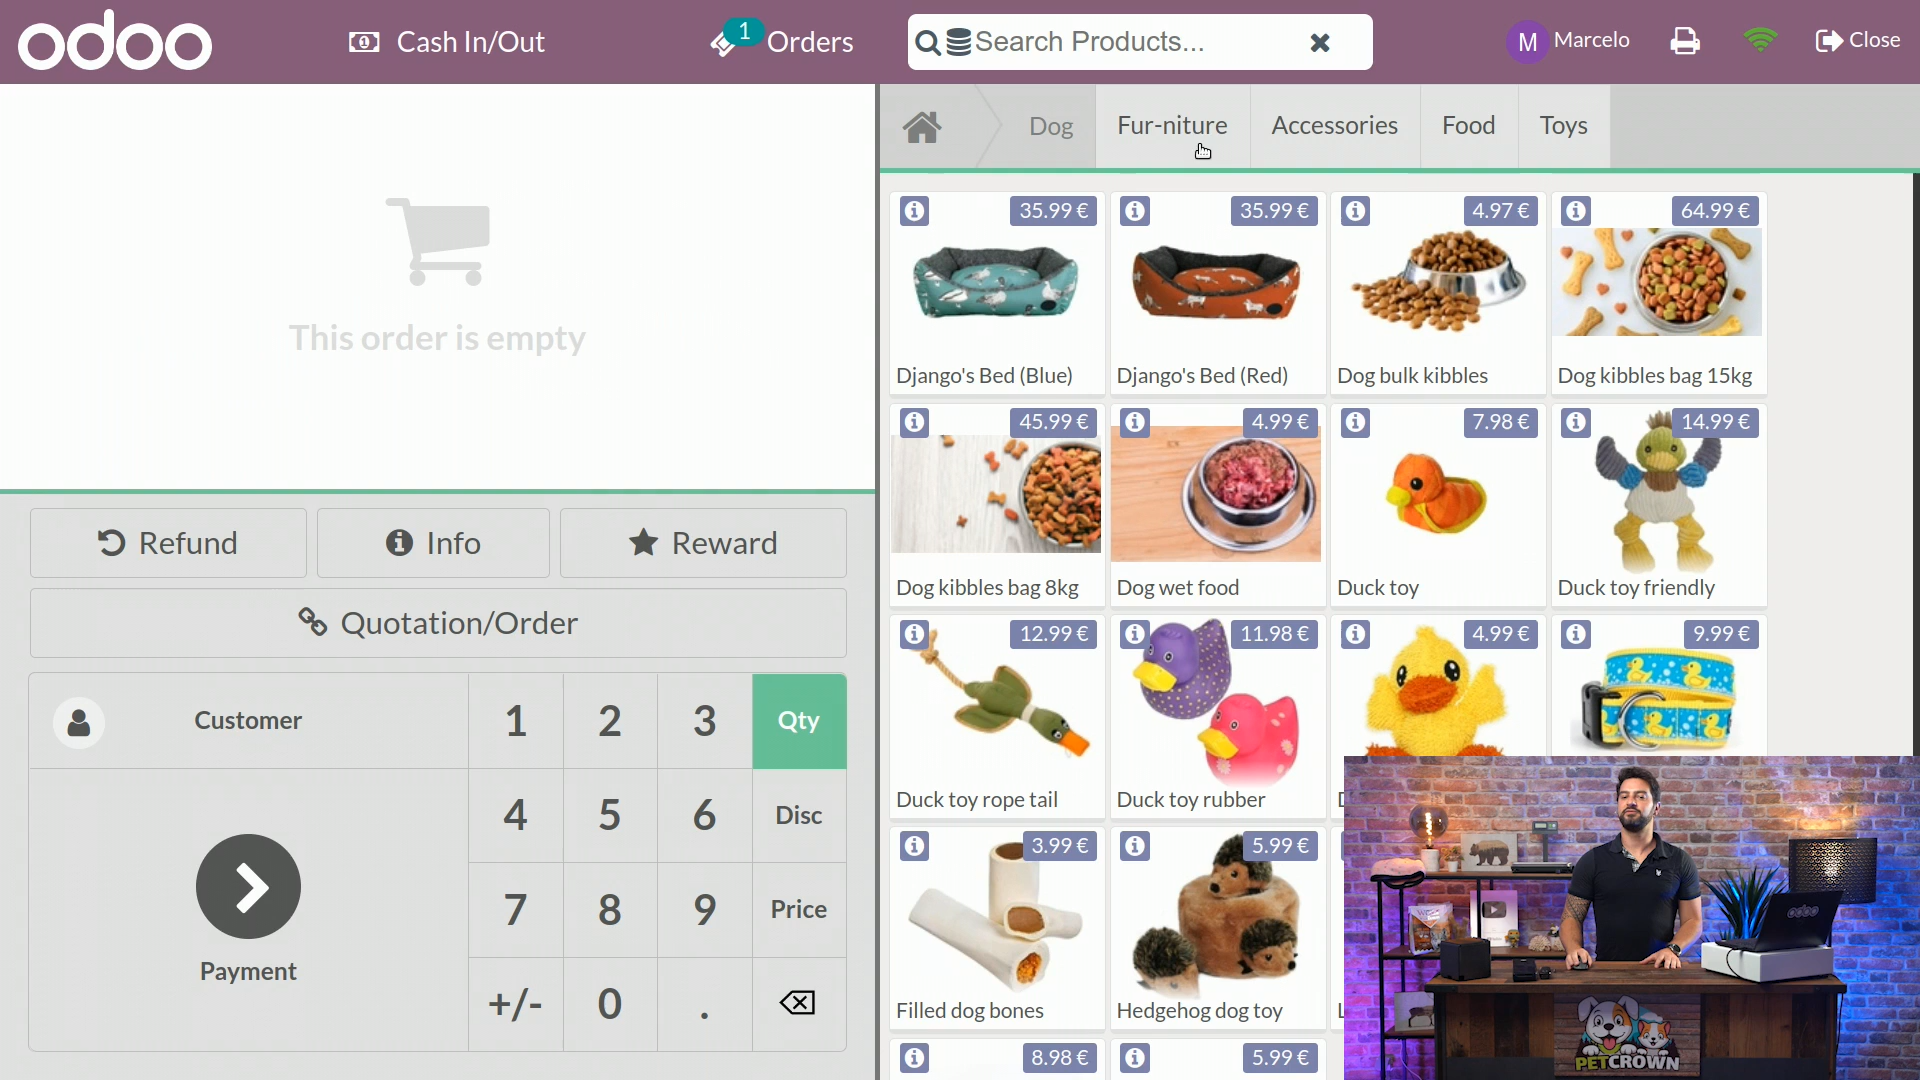 odoo
Cash In/Out
1
Orders
Search Products...
M
Marcelo
Close
Dog
Fur-niture
Accessories
Food
Toys
This order is empty
35.99 €
35.99 €
4.97 €
64.99 €
Django's Bed (Blue)
Django's Bed (Red)
Dog bulk kibbles
Dog kibbles bag 15kg
45.99 €
4.99 €
7.98 €
14.99 €
Dog kibbles bag 8kg
Dog wet food
Duck toy
Duck toy friendly
12.99 €
11.98 €
4.99 €
9.99 €
Duck toy rope tail
Duck toy rubber
3.99 €
5.99 €
Filled dog bones
Hedgehog dog toy
8.98 €
5.99 €
Refund
Info
Reward
Quotation/Order
Customer
1
2
3
Qty
4
5
6
Disc
7
8
9
Price
Payment
+/-
0
.
odoo
PETCROWN